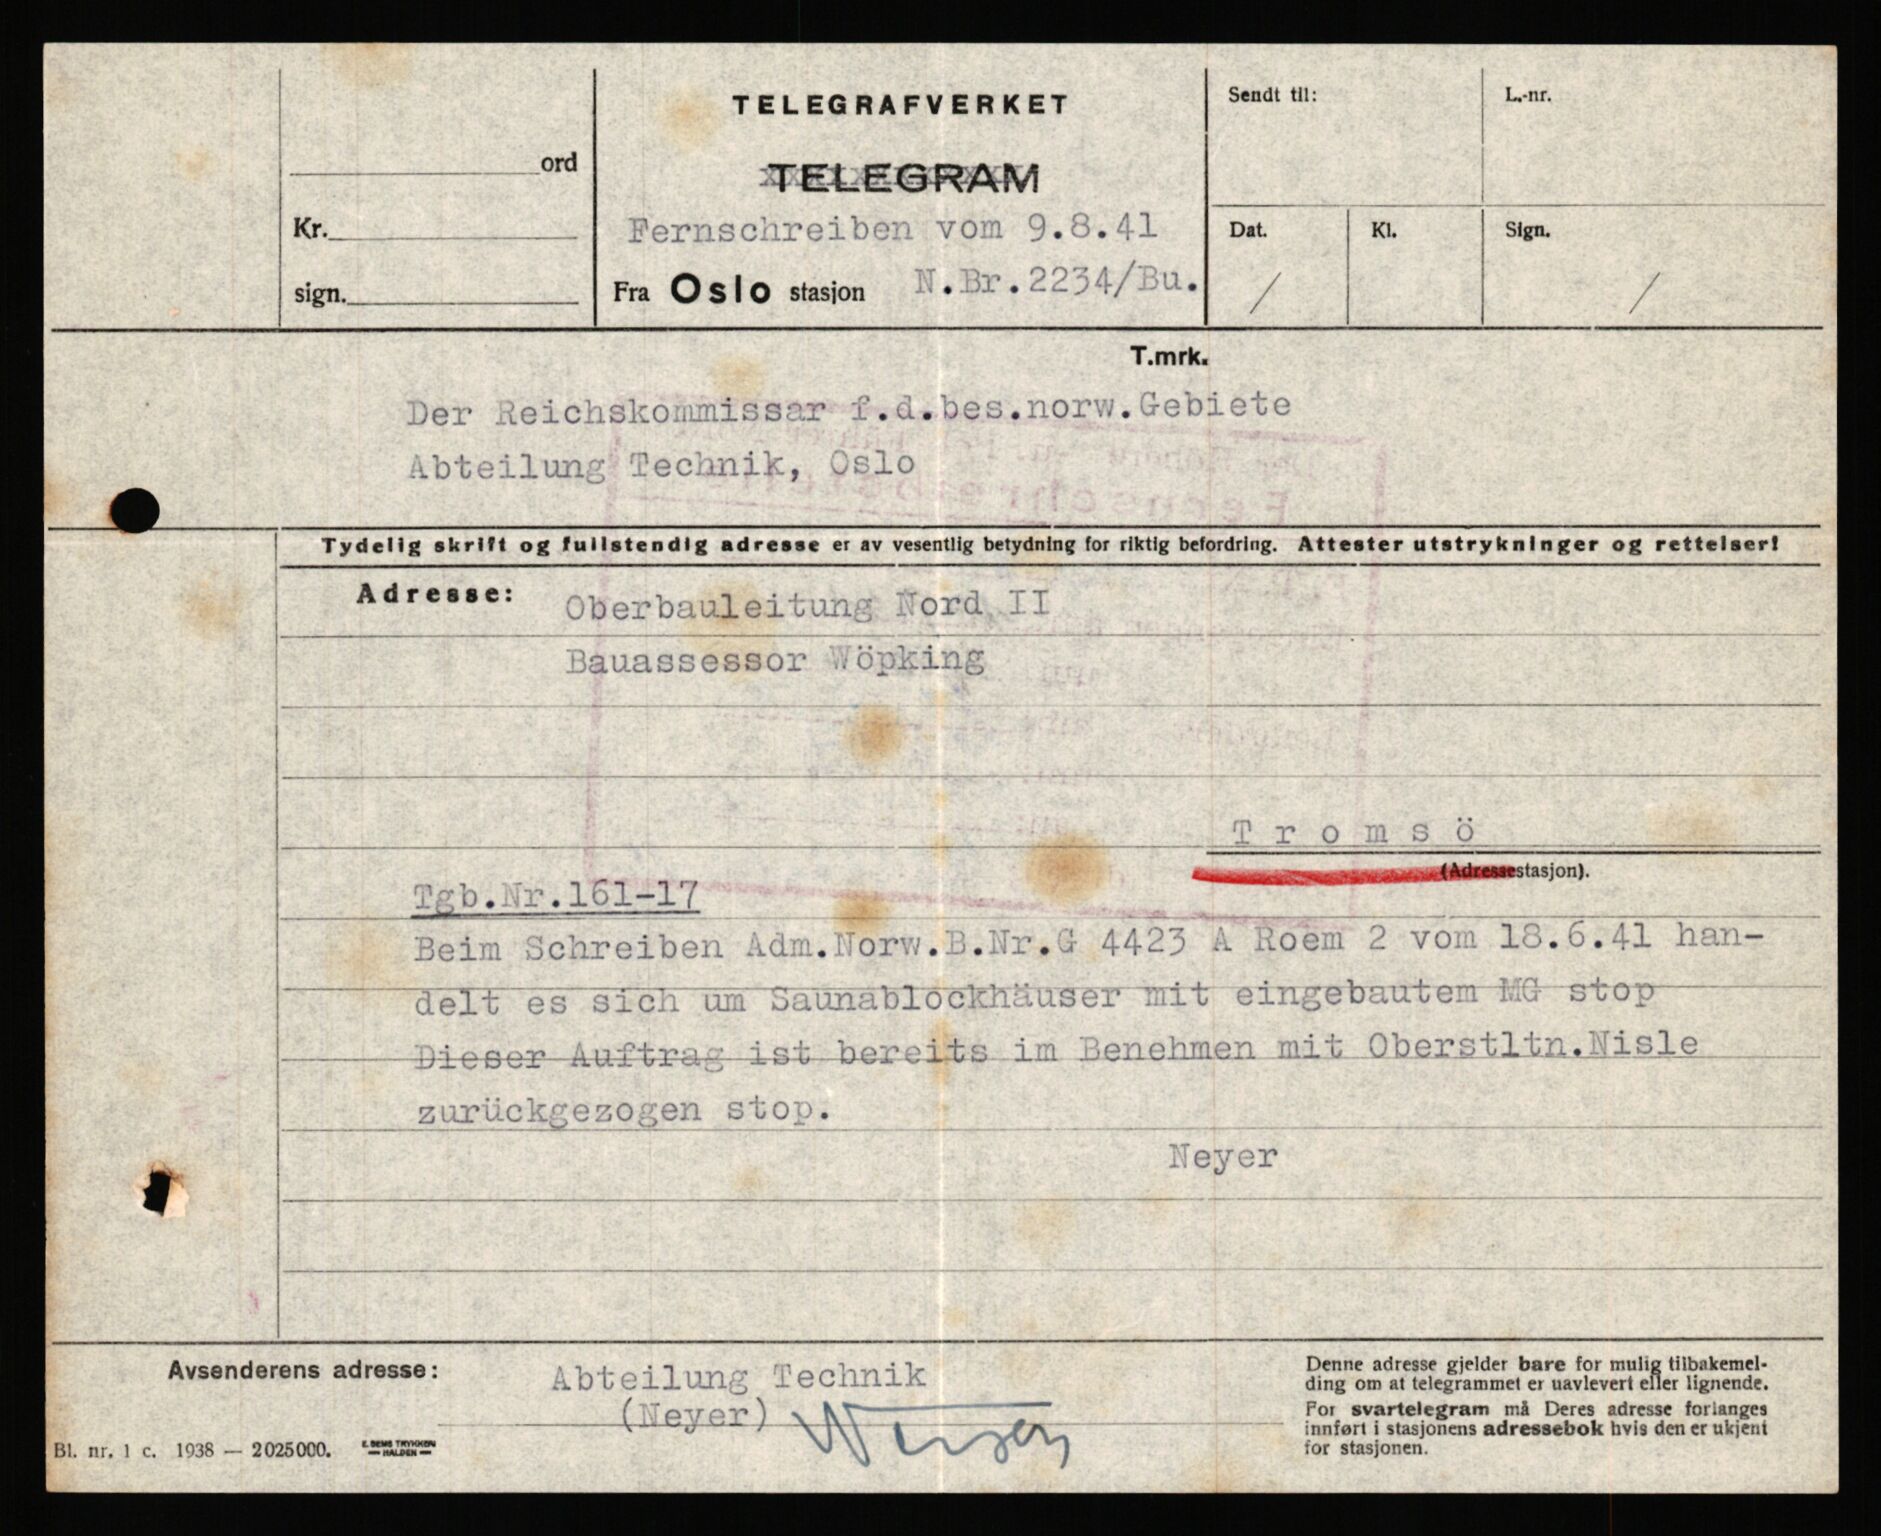 TELEGRAFVERKET
TELEGRAM
Fernschreiben vom 9.8.41
Fra Oslo stasjon N.Br.2234/Bu.
ord
Kr.
sign.
Sendt til:
L.-nr.
Dat.
Kl.
Sign.
/
/
T.mrk.
Der Reichskommissar f.d.bes.norw.Gebiete
Abteilung Technik, Oslo
Tydelig skrift og fullstendig adresse er av vesentlig betydning for riktig befordring. Attester utstrykninger og rettelser!
Adresse: Oberbauleitung Nord II
Bauassessor Wöpking
Tromsö
(Adressestasjon).
Tgb.Nr.161-17
Beim Schreiben Adm.Norw.B.Nr.G 4423 A Roem 2 vom 18.6.41 han-
delt es sich um Saunablockhäuser mit eingebautem MG stop
Dieser Auftrag ist bereits im Benehmen mit Oberstltn.Nisle
zurückgezogen stop.
Neyer
Avsenderens adresse: Abteilung Technik
(Neyer)
Denne adresse gjelder bare for mulig tilbakemel-
ding om at telegrammet er uavlevert eller lignende.
For svartelegram må Deres adresse forlanges
innført i stasjonens adressebok hvis den er ukjent
for stasjonen.
Bl. nr. 1 c. 1938 — 2025000.
HALDEN